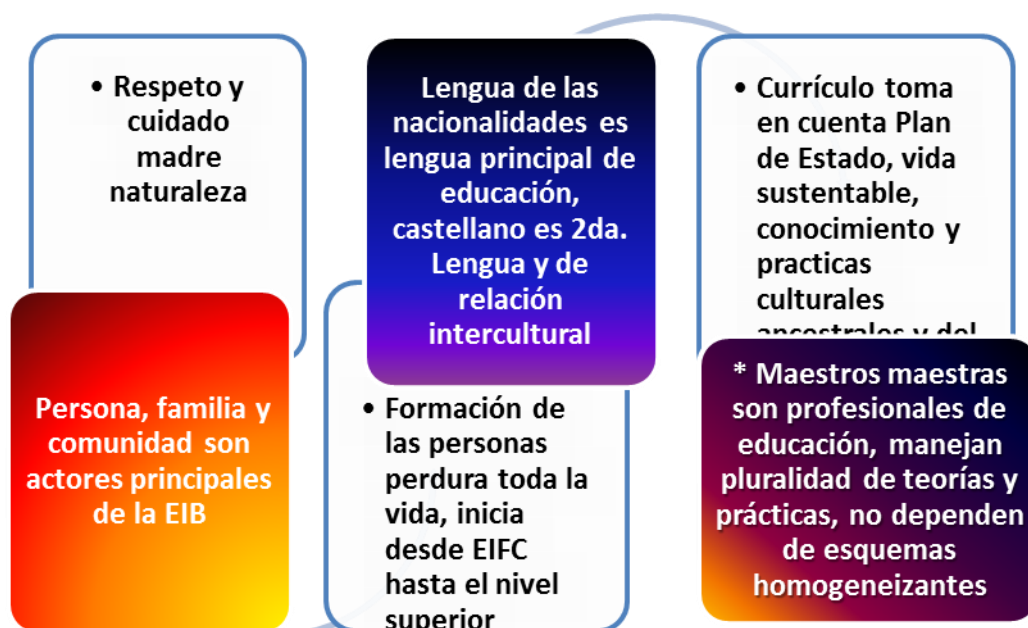 • Respeto y
cuidado
madre
naturaleza
Persona, familia y
comunidad son
actores principales
de la EIB
Lengua de las
nacionalidades es
lengua principal de
educación,
castellano es 2da.
Lengua y de
relación
intercultural
• Formación de
las personas
perdura toda la
vida, inicia
desde EIFC
hasta el nivel
superior
• Currículo toma
en cuenta Plan
de Estado, vida
sustentable,
conocimiento y
practicas
culturales
ancestrales y del
* Maestros maestras
son profesionales de
educación, manejan
pluralidad de teorías y
prácticas, no dependen
de esquemas
homogeneizantes